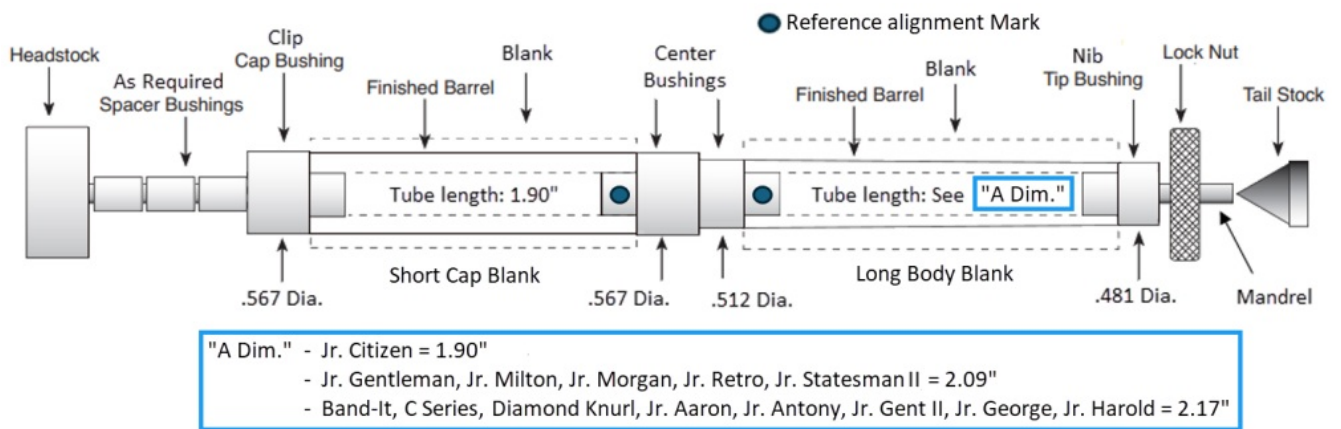 Reference alignment Mark
Headstock
As Required
Spacer Bushings
Clip
Cap Bushing
Finished Barrel
Blank
Center
Bushings
Finished Barrel
Blank
Nib
Tip Bushing
Lock Nut
Tail Stock
Tube length: 1.90"
Tube length: See "A Dim."
Short Cap Blank
Long Body Blank
.567 Dia.
.567 Dia.
.512 Dia.
.481 Dia.
Mandrel
"A Dim." - Jr. Citizen = 1.90"
- Jr. Gentleman, Jr. Milton, Jr. Morgan, Jr. Retro, Jr. Statesman II = 2.09"
- Band-It, C Series, Diamond Knurl, Jr. Aaron, Jr. Antony, Jr. Gent II, Jr. George, Jr. Harold = 2.17"